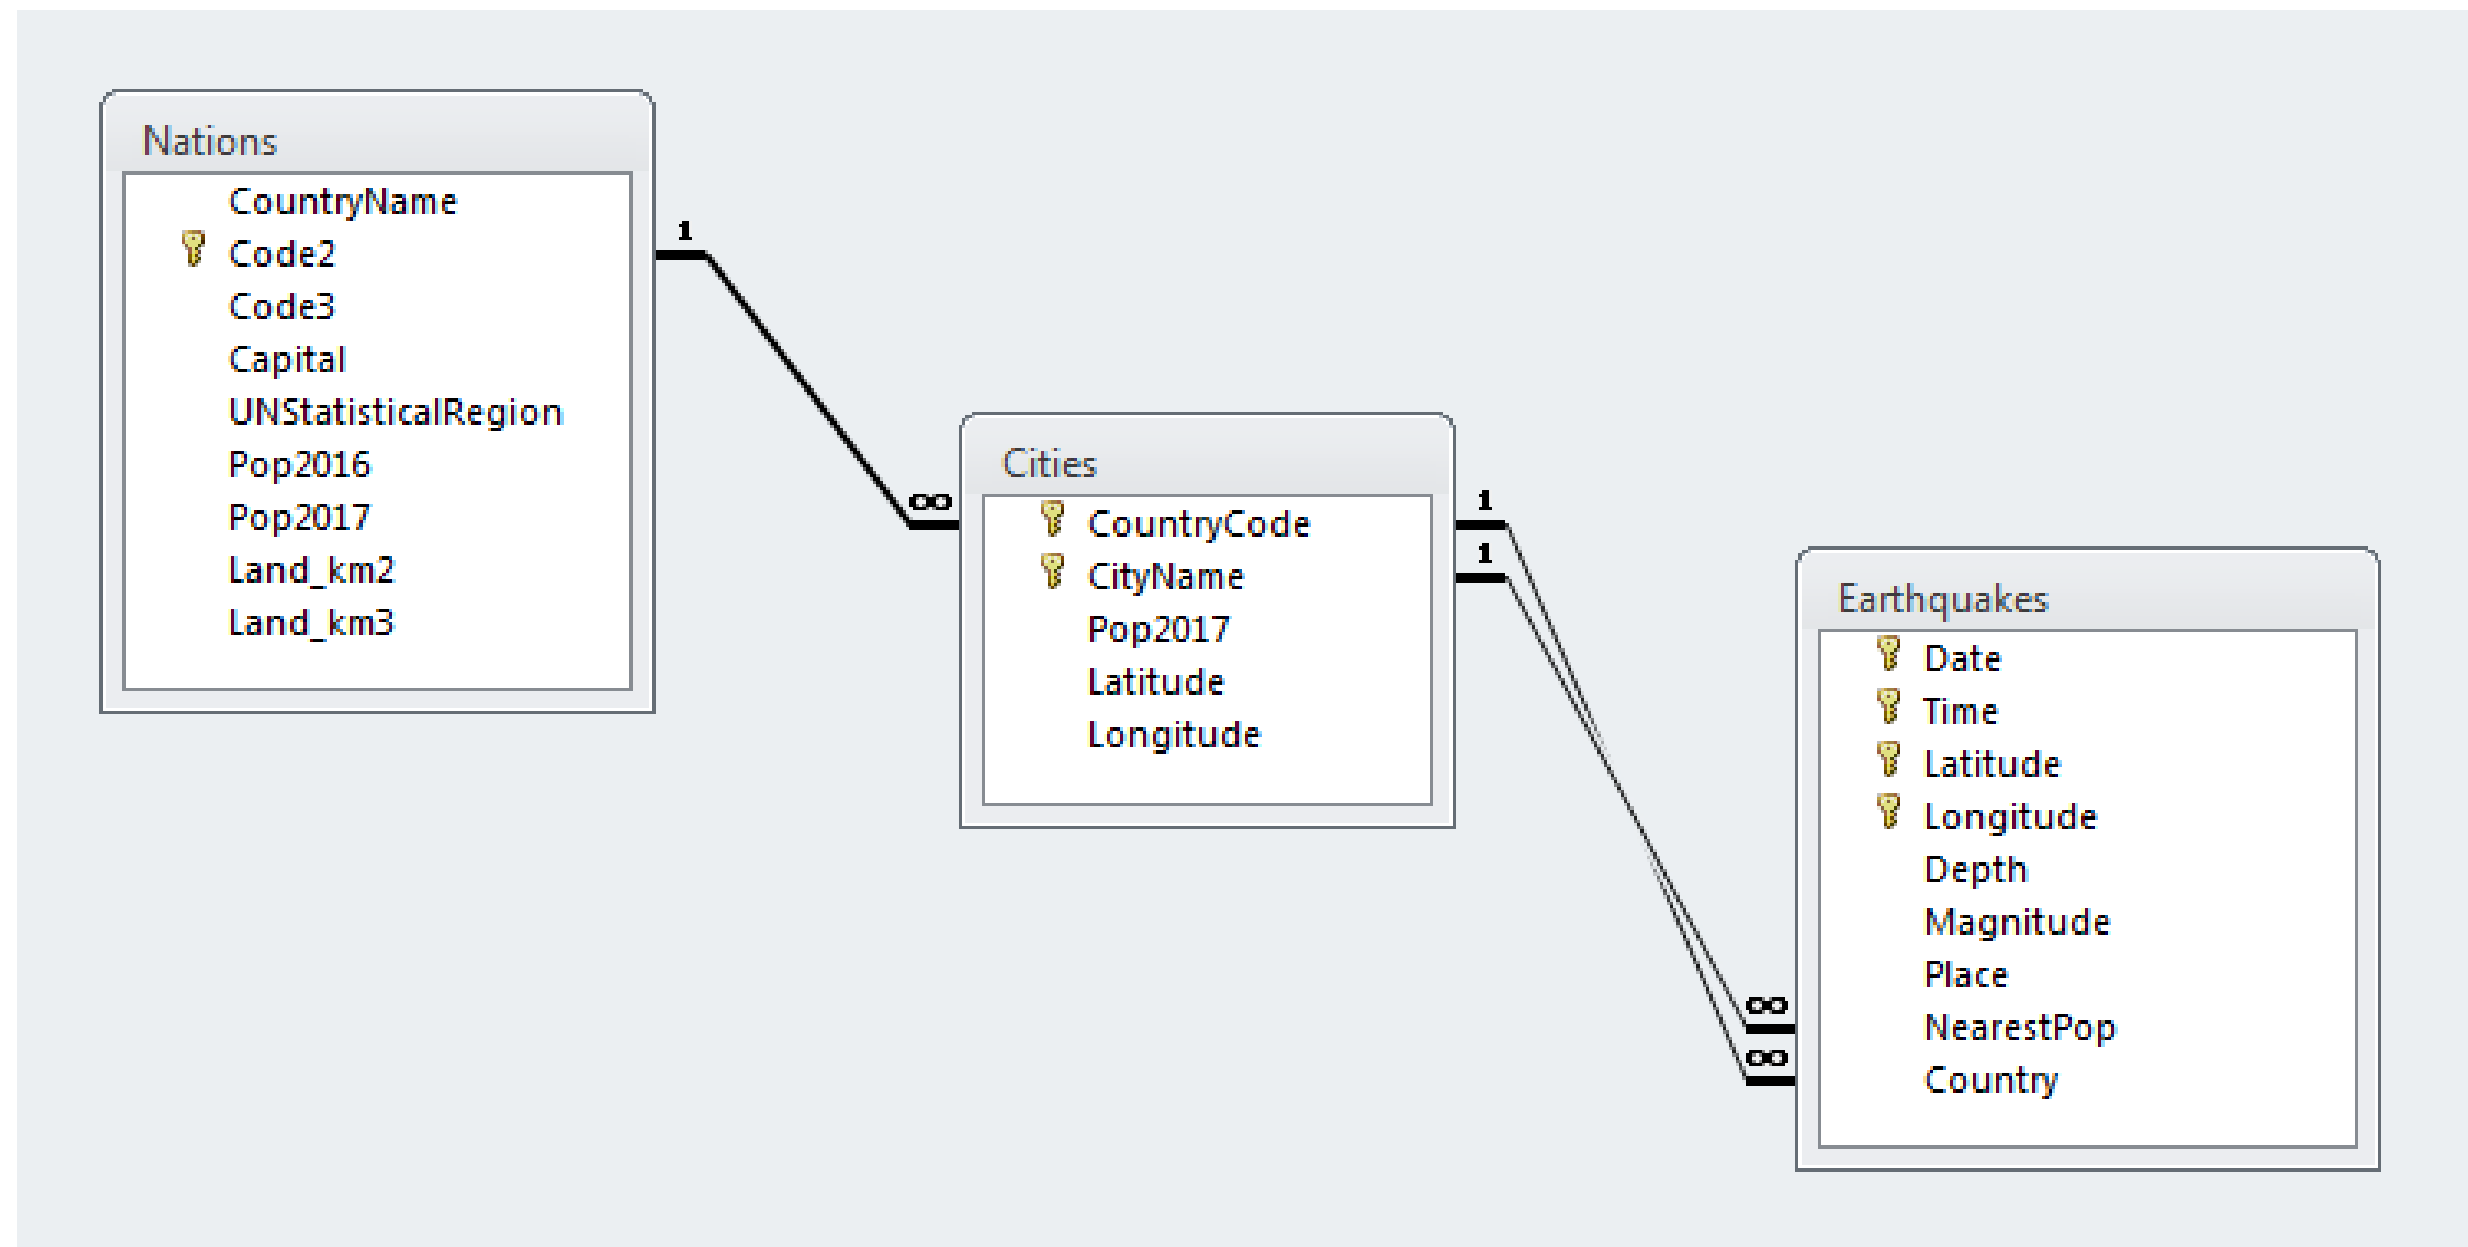 Nations
CountryName
Code2
Code3
Capital
UNStatisticalRegion
Pop2016
Pop2017
Land_km2
Land_km3
1
∞
Cities
CountryCode
CityName
Pop2017
Latitude
Longitude
1
1
∞
∞
Earthquakes
Date
Time
Latitude
Longitude
Depth
Magnitude
Place
NearestPop
Country